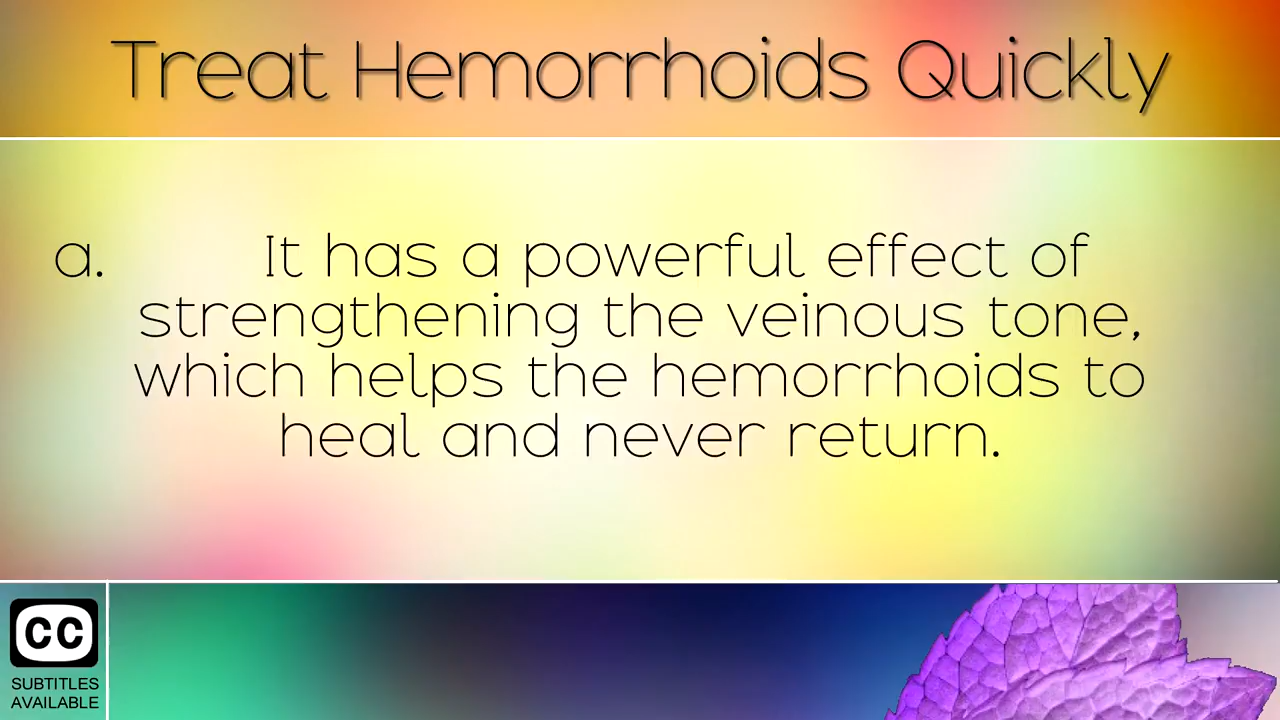 Treat Hemorrhoids Quickly
a. It has a powerful effect of
strengthening the veinous tone,
which helps the hemorrhoids to
heal and never return.
CC
SUBTITLES
AVAILABLE